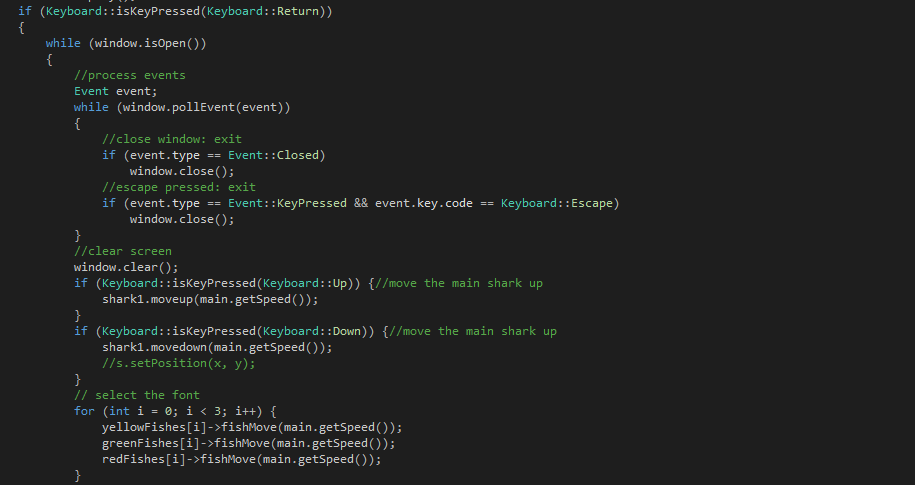 if (Keyboard::isKeyPressed(Keyboard::Return))
{
    while (window.isOpen())
    {
        //process events
        Event event;
        while (window.pollEvent(event))
        {
            //close window: exit
            if (event.type == Event::Closed)
                window.close();
            //escape pressed: exit
            if (event.type == Event::KeyPressed && event.key.code == Keyboard::Escape)
                window.close();
        }
        //clear screen
        window.clear();
        if (Keyboard::isKeyPressed(Keyboard::Up)) {//move the main shark up
            shark1.moveup(main.getSpeed());
        }
        if (Keyboard::isKeyPressed(Keyboard::Down)) {//move the main shark up
            shark1.movedown(main.getSpeed());
            //s.setPosition(x, y);
        }
        // select the font
        for (int i = 0; i < 3; i++) {
            yellowFishes[i]->fishMove(main.getSpeed());
            greenFishes[i]->fishMove(main.getSpeed());
            redFishes[i]->fishMove(main.getSpeed());
        }